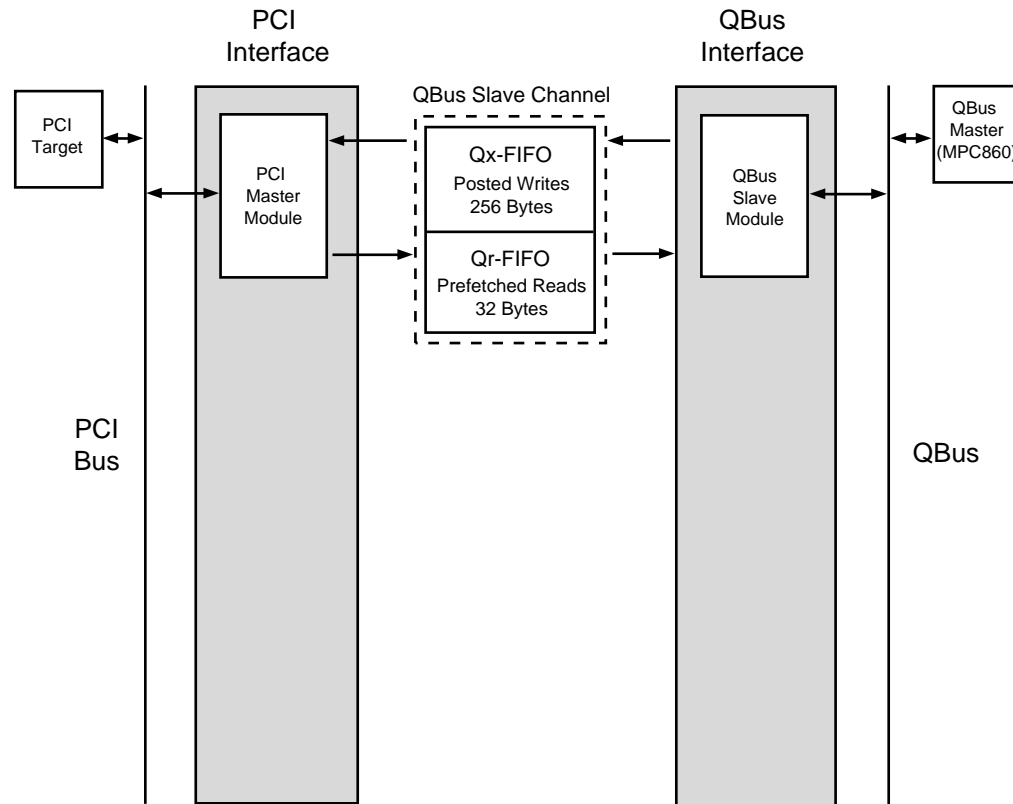 PCI
Interface
QBus
Interface
QBus Slave Channel
PCI
Target
PCI
Master
Module
Qx-FIFO
Posted Writes
256 Bytes
Qr-FIFO
Prefetched Reads
32 Bytes
QBus
Slave
Module
QBus
Master
(MPC860)
PCI
Bus
QBus